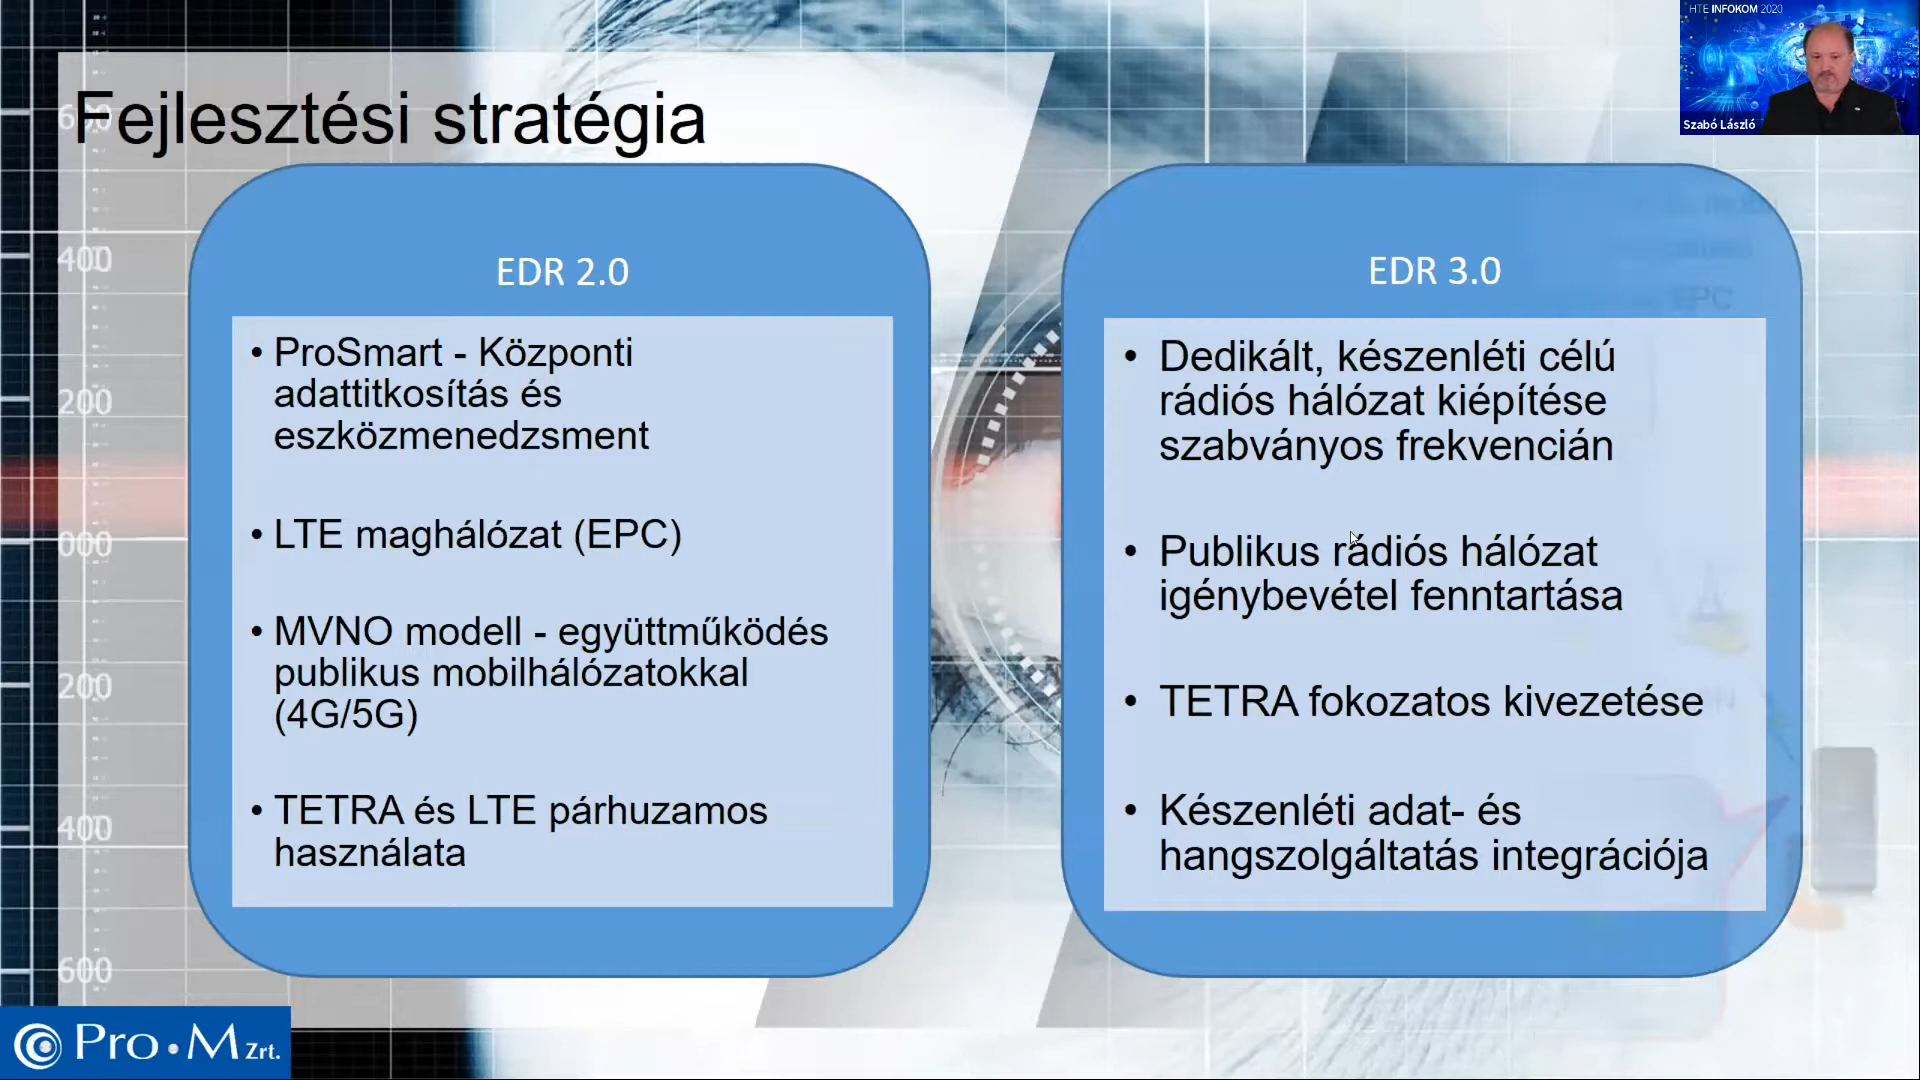 HTE INFOKOM 2020
Szabó László
Fejlesztési stratégia
EDR 2.0
• ProSmart - Központi
adattitkosítás és
eszközmenedzsment
• LTE maghálózat (EPC)
• MVNO modell - együttműködés
publikus mobilhálózatokkal
(4G/5G)
• TETRA és LTE párhuzamos
használata
EDR 3.0
• Dedikált, készenléti célú
rádiós hálózat kiépítése
szabványos frekvencián
• Publikus rádiós hálózat
igénybevétel fenntartása
• TETRA fokozatos kivezetése
• Készenléti adat- és
hangszolgáltatás integrációja
600
400
200
000
200
400
600
Pro•M Zrt.
EPC